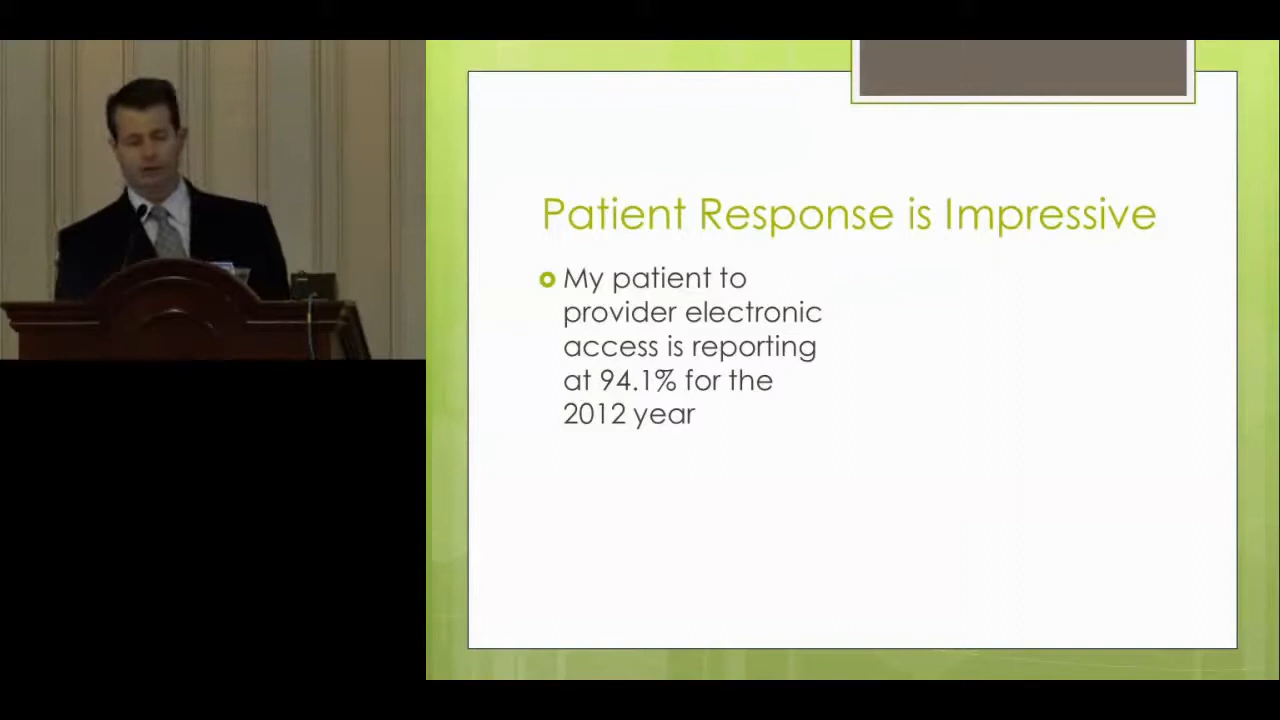 Patient Response is Impressive
My patient to
provider electronic
access is reporting
at 94.1% for the
2012 year